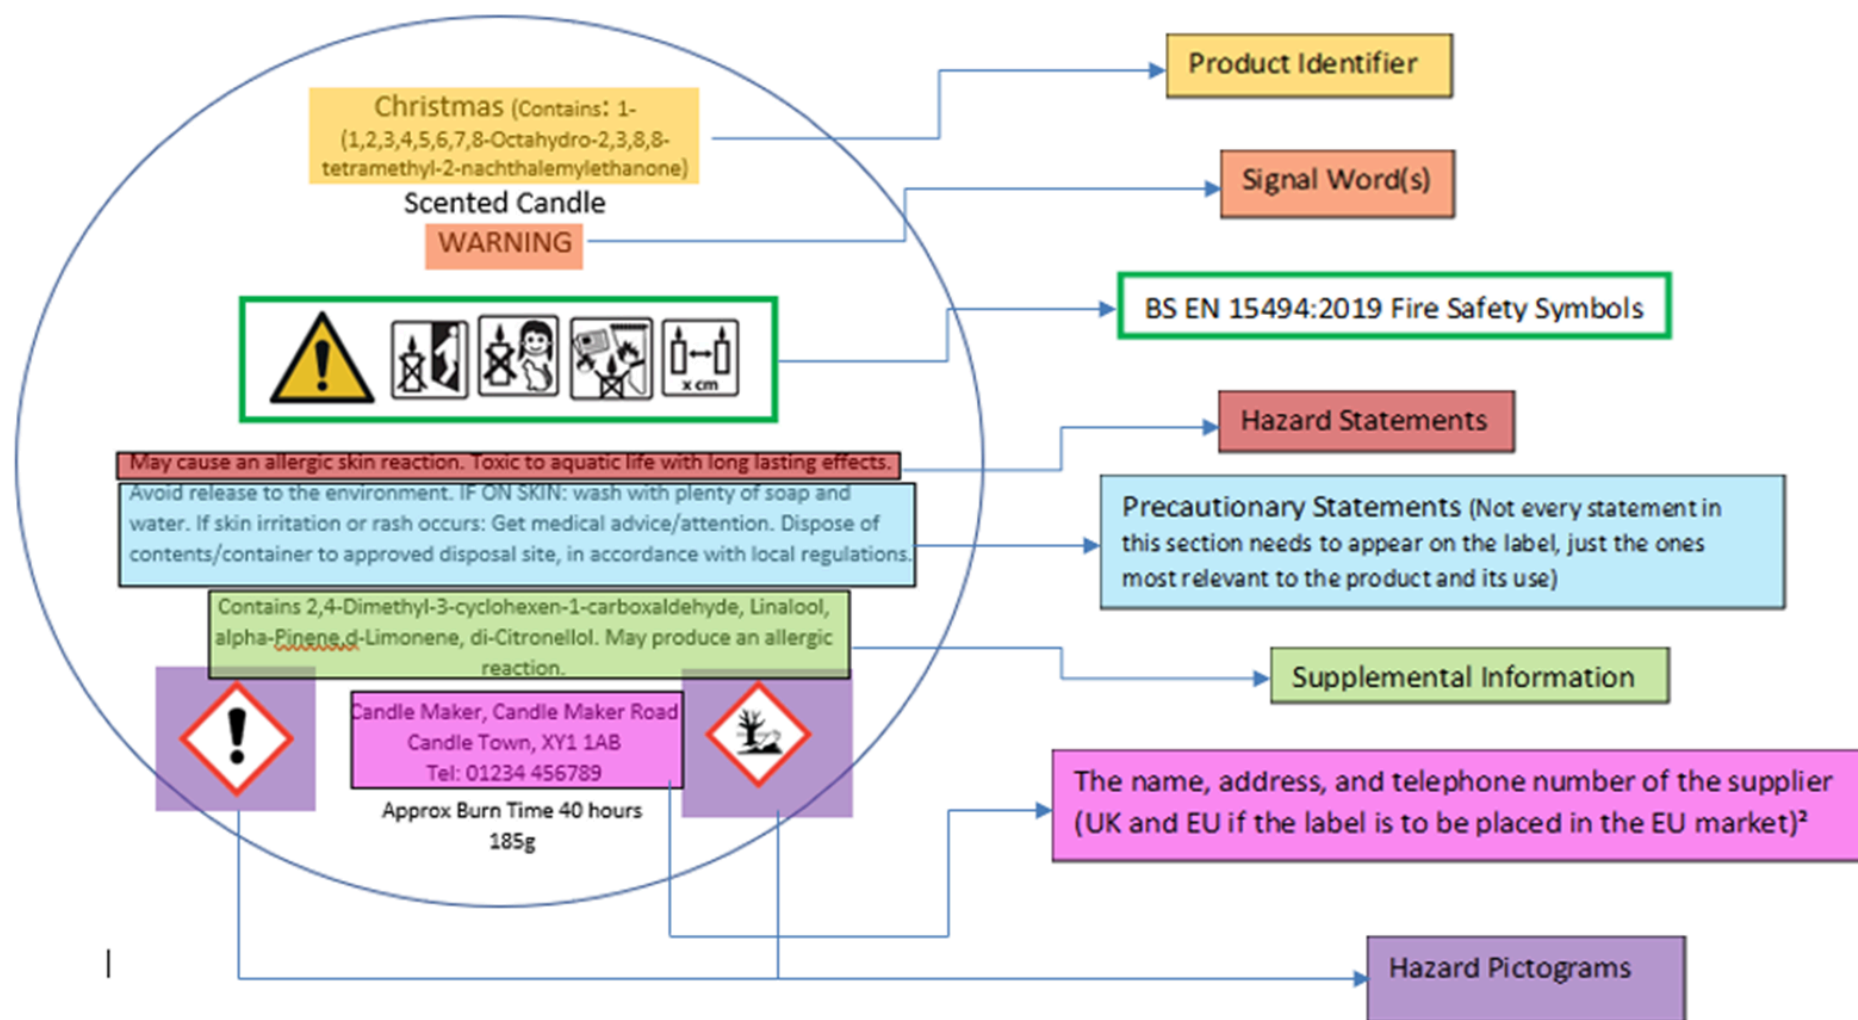 Christmas (Contains: 1-
(1,2,3,4,5,6,7,8-Octahydro-2,3,8,8-
tetramethyl-2-nachthalemylethanone)
Scented Candle
WARNING
x cm
May cause an allergic skin reaction. Toxic to aquatic life with long lasting effects.
Avoid release to the environment. IF ON SKIN: wash with plenty of soap and
water. If skin irritation or rash occurs: Get medical advice/attention. Dispose of
contents/container to approved disposal site, in accordance with local regulations.
Contains 2,4-Dimethyl-3-cyclohexen-1-carboxaldehyde, Linalool,
alpha-Pinene,d-Limonene, di-Citronellol. May produce an allergic
reaction.
Candle Maker, Candle Maker Road
Candle Town, XY1 1AB
Tel: 01234 456789
Approx Burn Time 40 hours
185g
Product Identifier
Signal Word(s)
BS EN 15494:2019 Fire Safety Symbols
Hazard Statements
Precautionary Statements (Not every statement in
this section needs to appear on the label, just the ones
most relevant to the product and its use)
Supplemental Information
The name, address, and telephone number of the supplier
(UK and EU if the label is to be placed in the EU market)²
Hazard Pictograms